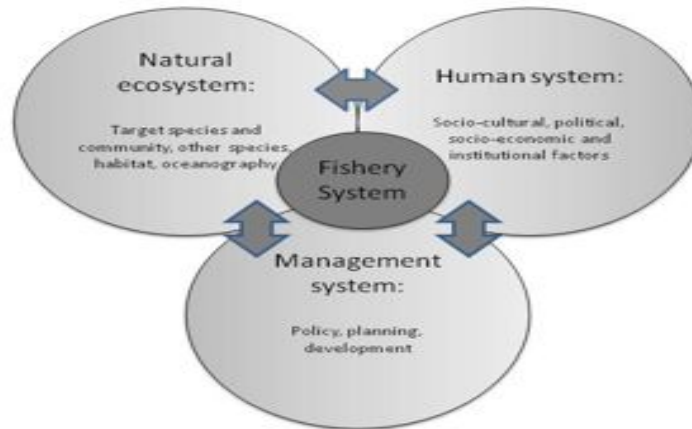 Natural
ecosystem:
Target species and
community, other species,
habitat, oceanography
Human system:
Socio-cultural, political,
socio-economic and
institutional factors
Fishery
System
Management
system:
Policy, planning,
development